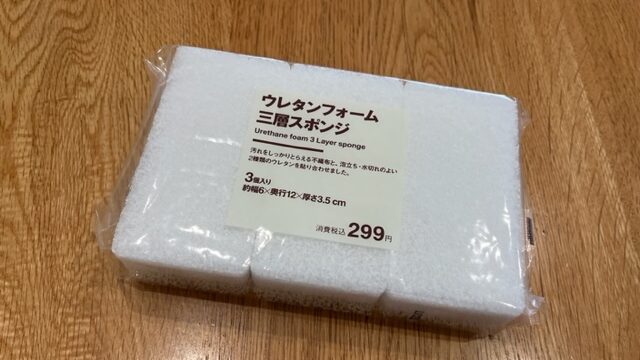 ウレタンフォーム
三層スポンジ
Urethane foam 3 Layer sponge
汚れをしっかりとらえる不織布と、泡立ち・水切れのよい
2種類のウレタンを貼り合わせました。
3個入り
約幅6×奥行12×厚さ3.5cm
消費税込299円